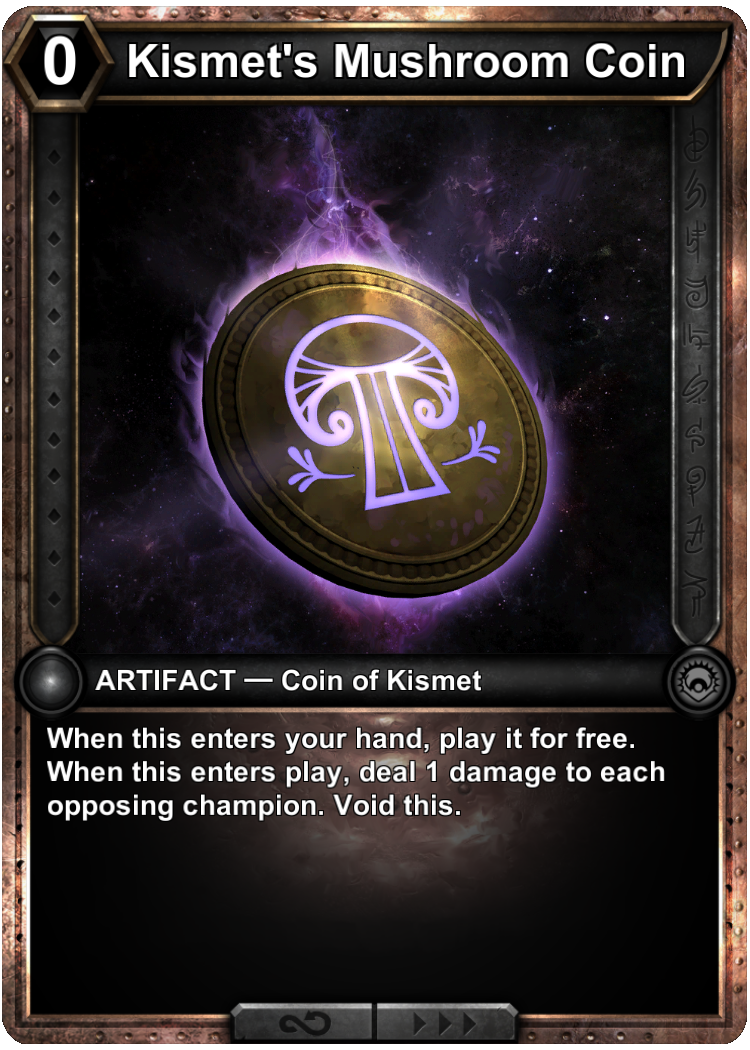 0
Kismet's Mushroom Coin
ARTIFACT — Coin of Kismet
When this enters your hand, play it for free.
When this enters play, deal 1 damage to each
opposing champion. Void this.